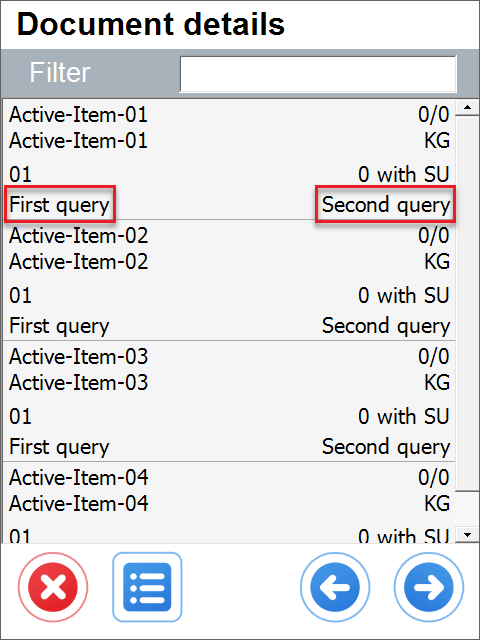 Document details
Filter
Active-Item-01 0/0
Active-Item-01 KG
01 0 with SU
First query Second query
Active-Item-02 0/0
Active-Item-02 KG
01 0 with SU
First query Second query
Active-Item-03 0/0
Active-Item-03 KG
01 0 with SU
First query Second query
Active-Item-04 0/0
Active-Item-04 KG
01 0 with SU